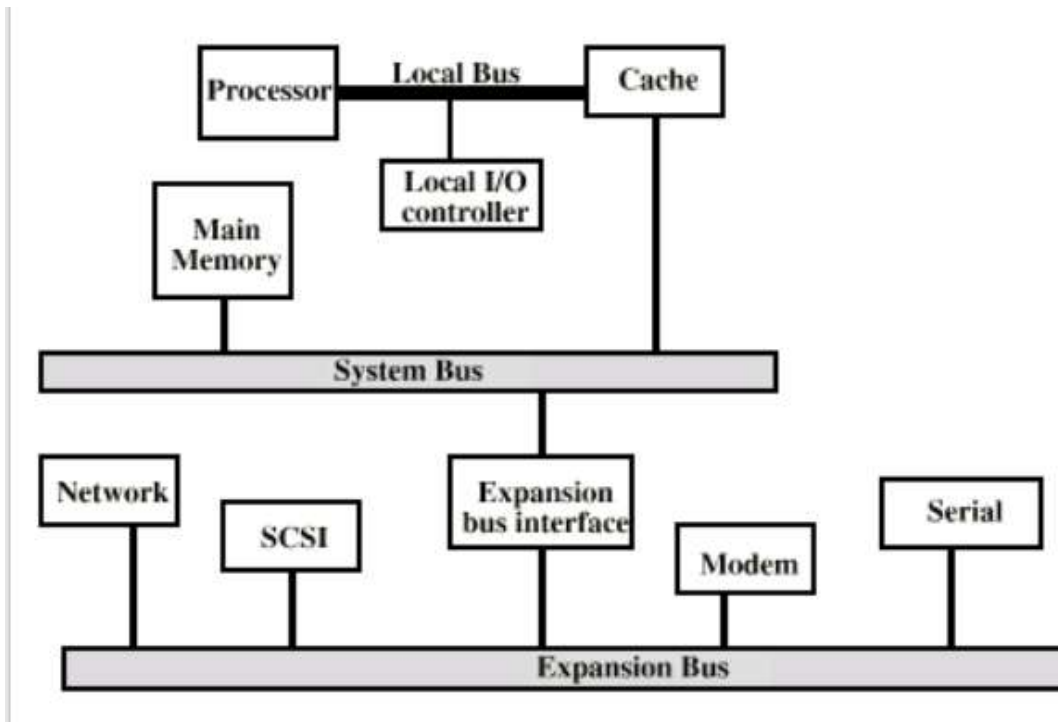 Processor
Local Bus
Cache
Local I/O
controller
Main
Memory
System Bus
Network
SCSI
Expansion
bus interface
Modem
Serial
Expansion Bus